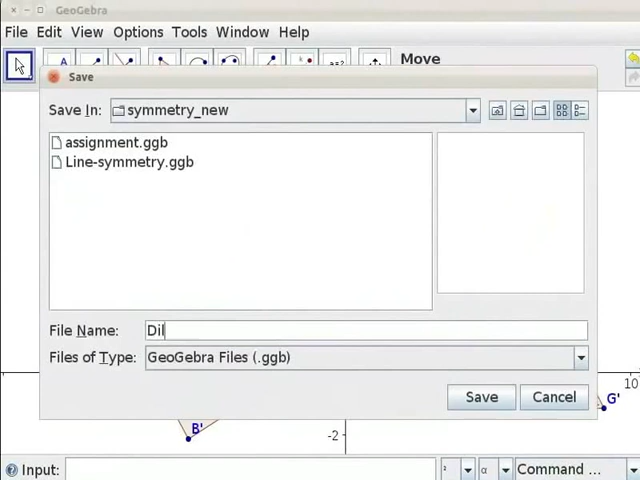 GeoGebra
File Edit View Options Tools Window Help
Move
Save
Save In: symmetry_new
assignment.ggb
Line-symmetry.ggb
File Name: Dil
Files of Type: GeoGebra Files (.ggb)
Save Cancel
10
G'
B'
-2
Input: Command ...